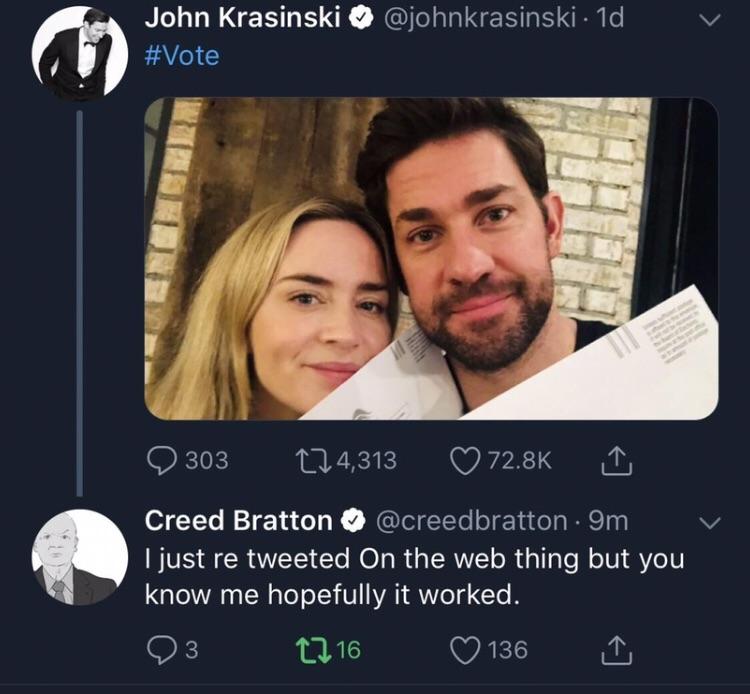 John Krasinski @johnkrasinski · 1d
#Vote
303 4,313 72.8K
Creed Bratton @creedbratton · 9m
I just re tweeted On the web thing but you
know me hopefully it worked.
3 16 136